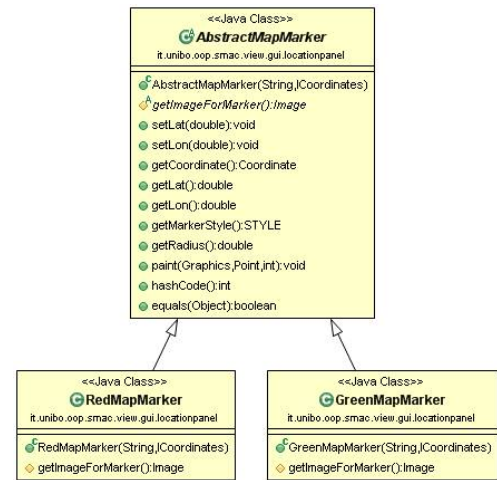 <<Java Class>>
AbstractMapMarker
it.unibo.oop.smac.view.gui.locationpanel
AbstractMapMarker(String,ICoordinates)
getImageForMarker():Image
setLat(double):void
setLon(double):void
getCoordinate():Coordinate
getLat():double
getLon():double
getMarkerStyle():STYLE
getRadius():double
paint(Graphics,Point,int):void
hashCode():int
equals(Object):boolean
<<Java Class>>
RedMapMarker
it.unibo.oop.smac.view.gui.locationpanel
RedMapMarker(String,ICoordinates)
getImageForMarker():Image
<<Java Class>>
GreenMapMarker
it.unibo.oop.smac.view.gui.locationpanel
GreenMapMarker(String,ICoordinates)
getImageForMarker():Image